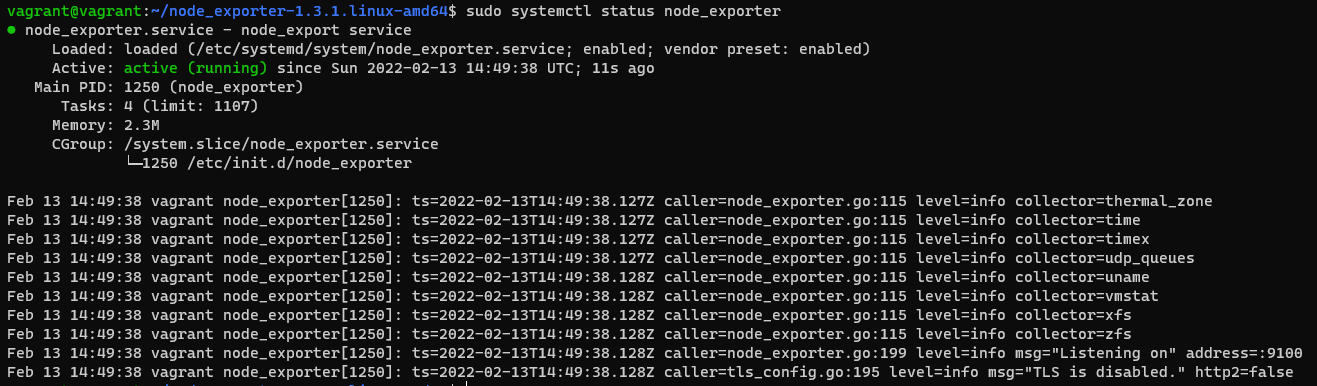 vagrant@vagrant:~/node_exporter-1.3.1.linux-amd64$ sudo systemctl status node_exporter
● node_exporter.service - node_export service
     Loaded: loaded (/etc/systemd/system/node_exporter.service; enabled; vendor preset: enabled)
     Active: active (running) since Sun 2022-02-13 14:49:38 UTC; 11s ago
   Main PID: 1250 (node_exporter)
      Tasks: 4 (limit: 1107)
     Memory: 2.3M
     CGroup: /system.slice/node_exporter.service
             └─1250 /etc/init.d/node_exporter

Feb 13 14:49:38 vagrant node_exporter[1250]: ts=2022-02-13T14:49:38.127Z caller=node_exporter.go:115 level=info collector=thermal_zone
Feb 13 14:49:38 vagrant node_exporter[1250]: ts=2022-02-13T14:49:38.127Z caller=node_exporter.go:115 level=info collector=time
Feb 13 14:49:38 vagrant node_exporter[1250]: ts=2022-02-13T14:49:38.127Z caller=node_exporter.go:115 level=info collector=timex
Feb 13 14:49:38 vagrant node_exporter[1250]: ts=2022-02-13T14:49:38.127Z caller=node_exporter.go:115 level=info collector=udp_queues
Feb 13 14:49:38 vagrant node_exporter[1250]: ts=2022-02-13T14:49:38.128Z caller=node_exporter.go:115 level=info collector=uname
Feb 13 14:49:38 vagrant node_exporter[1250]: ts=2022-02-13T14:49:38.128Z caller=node_exporter.go:115 level=info collector=vmstat
Feb 13 14:49:38 vagrant node_exporter[1250]: ts=2022-02-13T14:49:38.128Z caller=node_exporter.go:115 level=info collector=xfs
Feb 13 14:49:38 vagrant node_exporter[1250]: ts=2022-02-13T14:49:38.128Z caller=node_exporter.go:115 level=info collector=zfs
Feb 13 14:49:38 vagrant node_exporter[1250]: ts=2022-02-13T14:49:38.128Z caller=node_exporter.go:199 level=info msg="Listening on" address=:9100
Feb 13 14:49:38 vagrant node_exporter[1250]: ts=2022-02-13T14:49:38.128Z caller=tls_config.go:195 level=info msg="TLS is disabled." http2=false